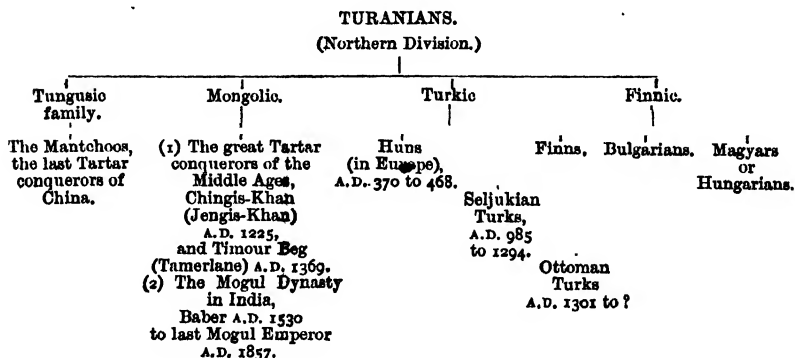 TURANIANS.
(Northern Division.)
Tungusic
family.
The Mantchoos,
the last Tartar
conquerors of
China.
Mongolic.
(1) The great Tartar
conquerors of the
Middle Ages,
Chingis-Khan
(Jengis-Khan)
A.D. 1225,
and Timour Beg
(Tamerlane) A.D. 1369.
(2) The Mogul Dynasty
in India,
Baber A.D. 1530
to last Mogul Emperor
A.D. 1857.
Turkic
Huns
(in Europe),
A.D. 370 to 468.
Seljukian
Turks,
A.D. 985
to 1294.
Ottoman
Turks
A.D. 1301 to ?
Finnic.
Finns.
Bulgarians.
Magyars
or
Hungarians.